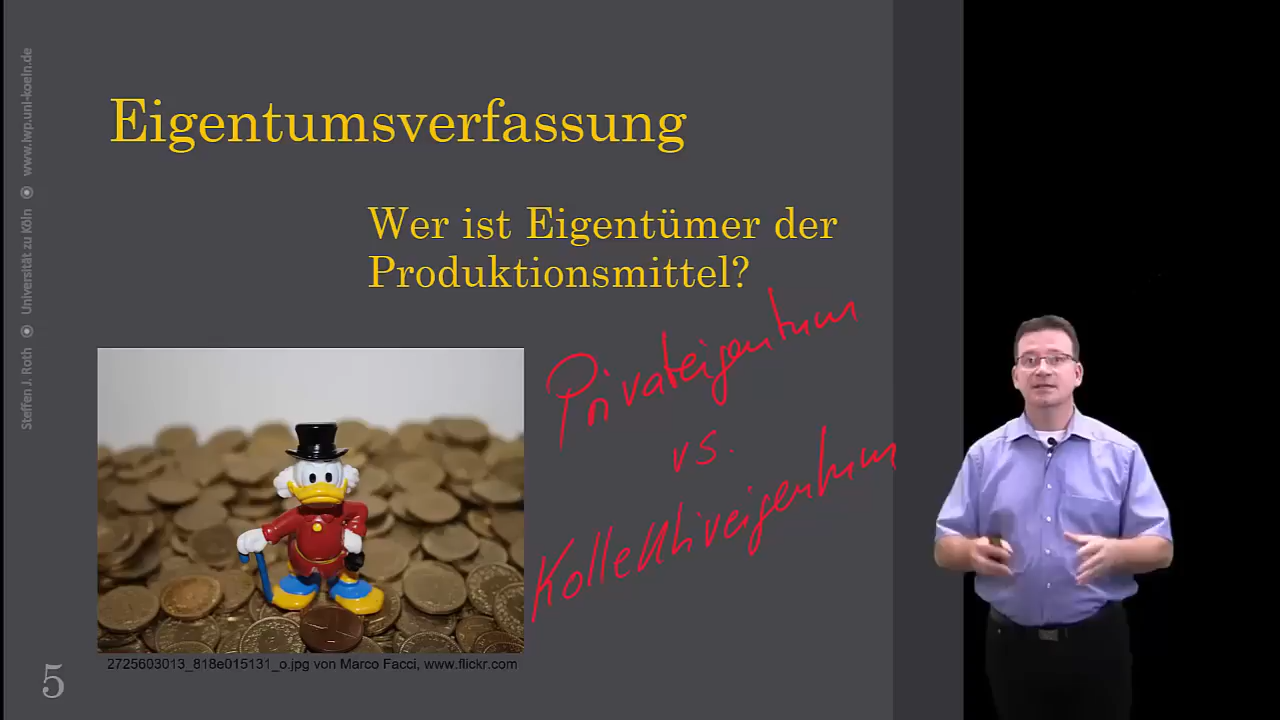 Eigentumsverfassung
Wer ist Eigentümer der
Produktionsmittel?
Privateigentum
vs.
Kollektiveigentum
2725603013_818e015131_o.jpg von Marco Facci, www.flickr.com
5
Steffen J. Roth ◉ Universität zu Köln ◉ www.iwp.uni-koeln.de